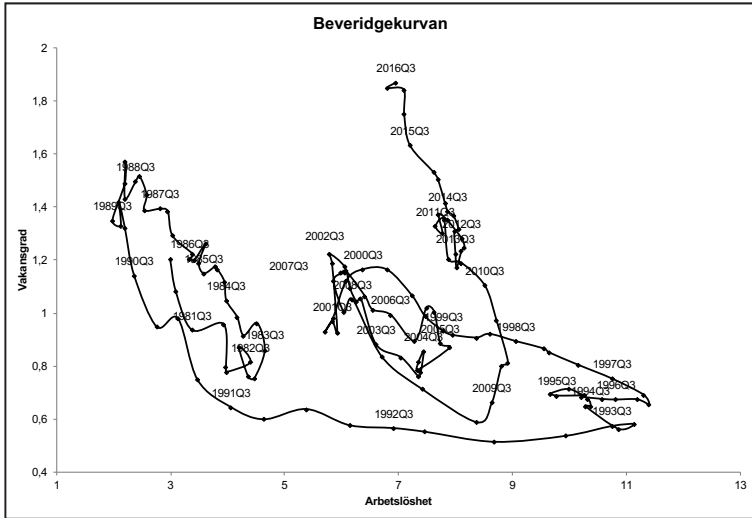 Beveridgekurvan
Vakansgrad
2
1,8
1,6
1,4
1,2
1
0,8
0,6
0,4
2016Q3
2015Q3
1988Q3
1987Q3
2014Q3
1989Q3
2011Q3
2012Q3
2013Q3
1986Q3
1985Q3
2002Q3
2000Q3
1990Q3
2007Q3
2010Q3
2008Q3
1984Q3
2001Q3
2006Q3
1981Q3
1999Q3
1983Q3
2003Q3
2005Q3
2004Q3
1998Q3
1982Q3
1997Q3
1991Q3
2009Q3
1995Q3
1996Q3
1994Q3
1992Q3
1993Q3
1 3 5 7 9 11 13
Arbetslöshet